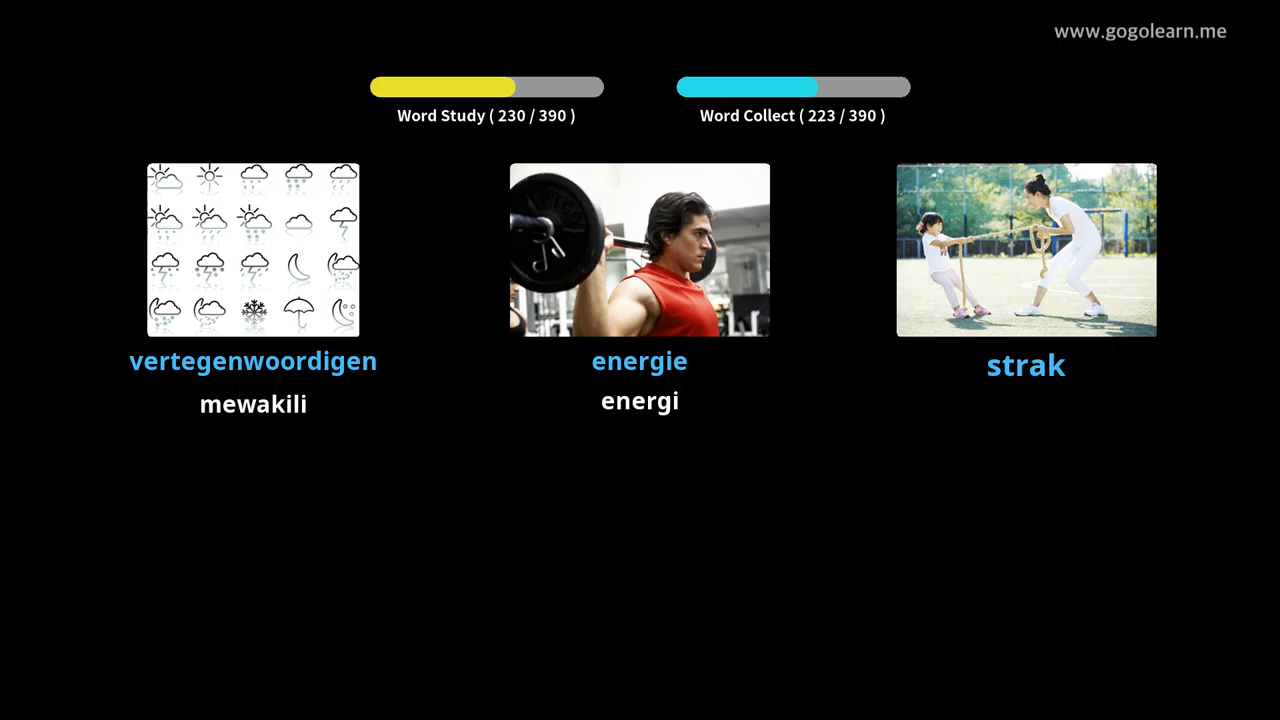 www.gogolearn.me
Word Study ( 230 / 390 )
Word Collect ( 223 / 390 )
vertegenwoordigen
mewakili
energie
energi
strak